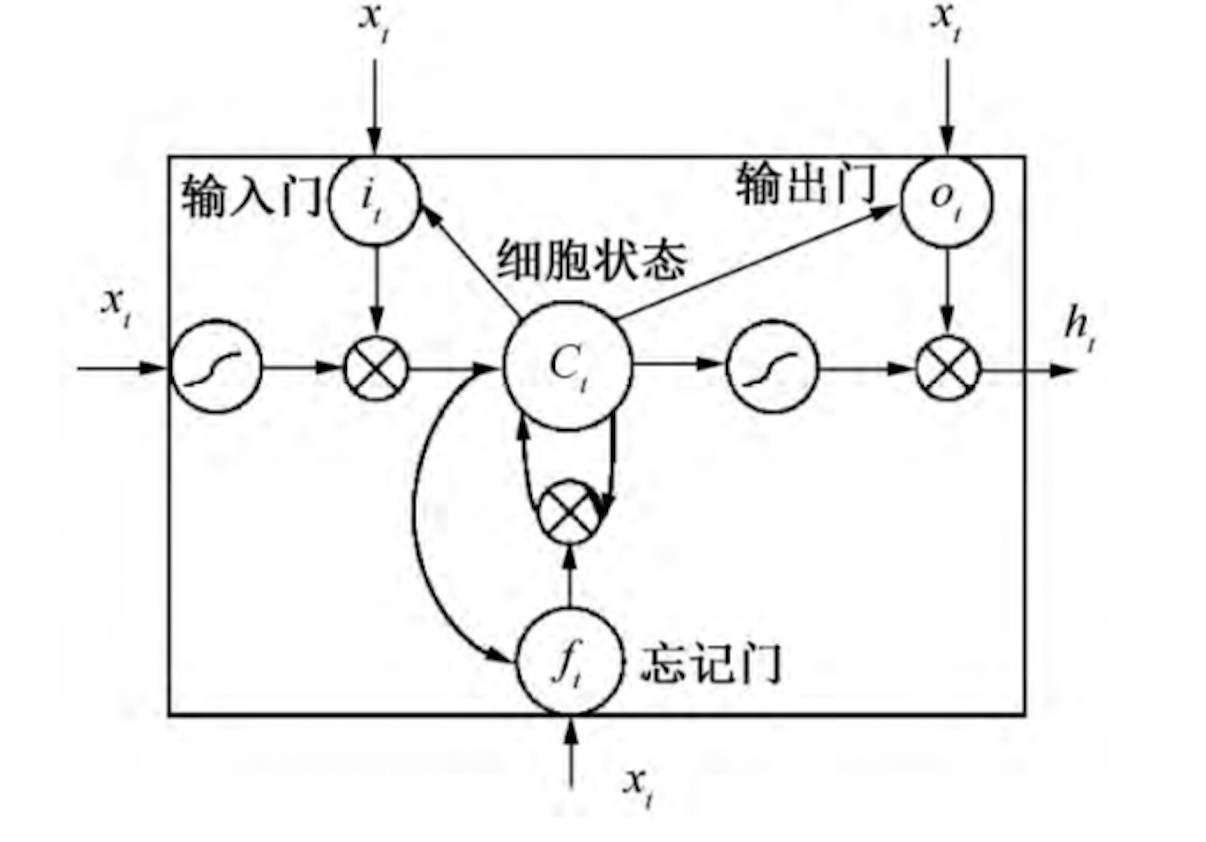 x_t x_t
输入门 i_t 输出门 o_t
细胞状态
x_t h_t
C_t
f_t 忘记门
x_t